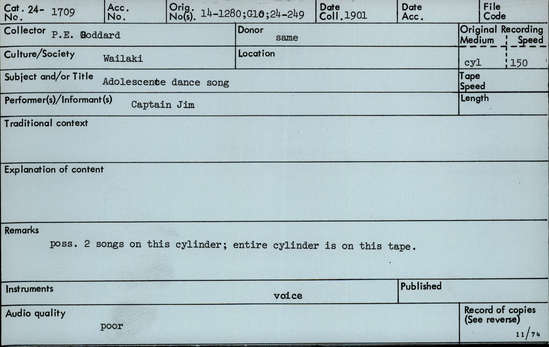 Cat. 24- 1709 Acc. No. Orig. No(s). 14-1280;G10;24-249 Date Coll. 1901 Date Acc. File Code
Collector P.E. Goddard Donor same Original Recording Medium Speed
Culture/Society Wailaki Location cyl 150
Subject and/or Title Adolescente dance song Tape Speed
Performer(s)/Informant(s) Captain Jim Length
Traditional context
Explanation of content
Remarks
poss. 2 songs on this cylinder; entire cylinder is on this tape.
Instruments voice Published
Audio quality poor Record of copies (See reverse)
11/74